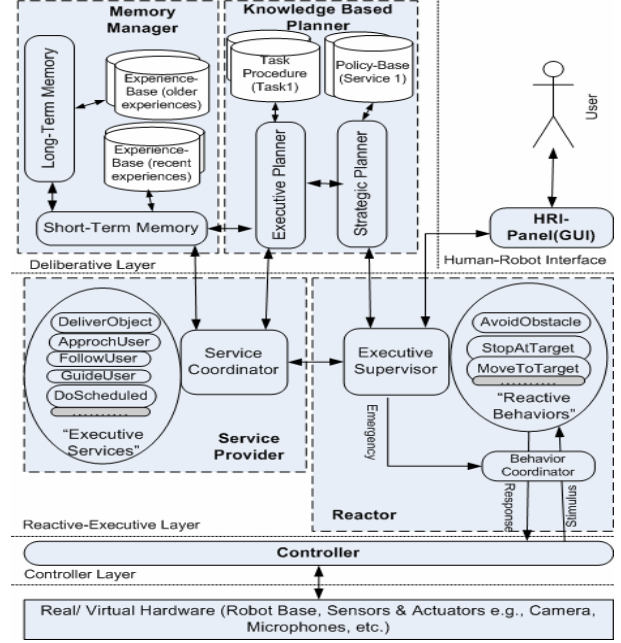 Memory
Manager
Knowledge Based
Planner
Long-Term Memory
Experience-
Base (older
experiences)
Experience-
Base (recent
experiences)
Short-Term Memory
Task
Procedure
(Task1)
Policy-Base
(Service 1)
Executive Planner
Strategic Planner
User
HRI-
Panel(GUI)
Deliberative Layer
Human-Robot Interface
DeliverObject
ApprochUser
FollowUser
GuideUser
DoScheduled
..........
“Executive
Services”
Service
Coordinator
Service
Provider
Executive
Supervisor
AvoidObstacle
StopAtTarget
MoveToTarget
..........
“Reactive
Behaviors”
Emergency
Behavior
Coordinator
Response
Stimulus
Reactor
Reactive-Executive Layer
Controller
Controller Layer
Real/ Virtual Hardware (Robot Base, Sensors & Actuators e.g., Camera,
Microphones, etc.)